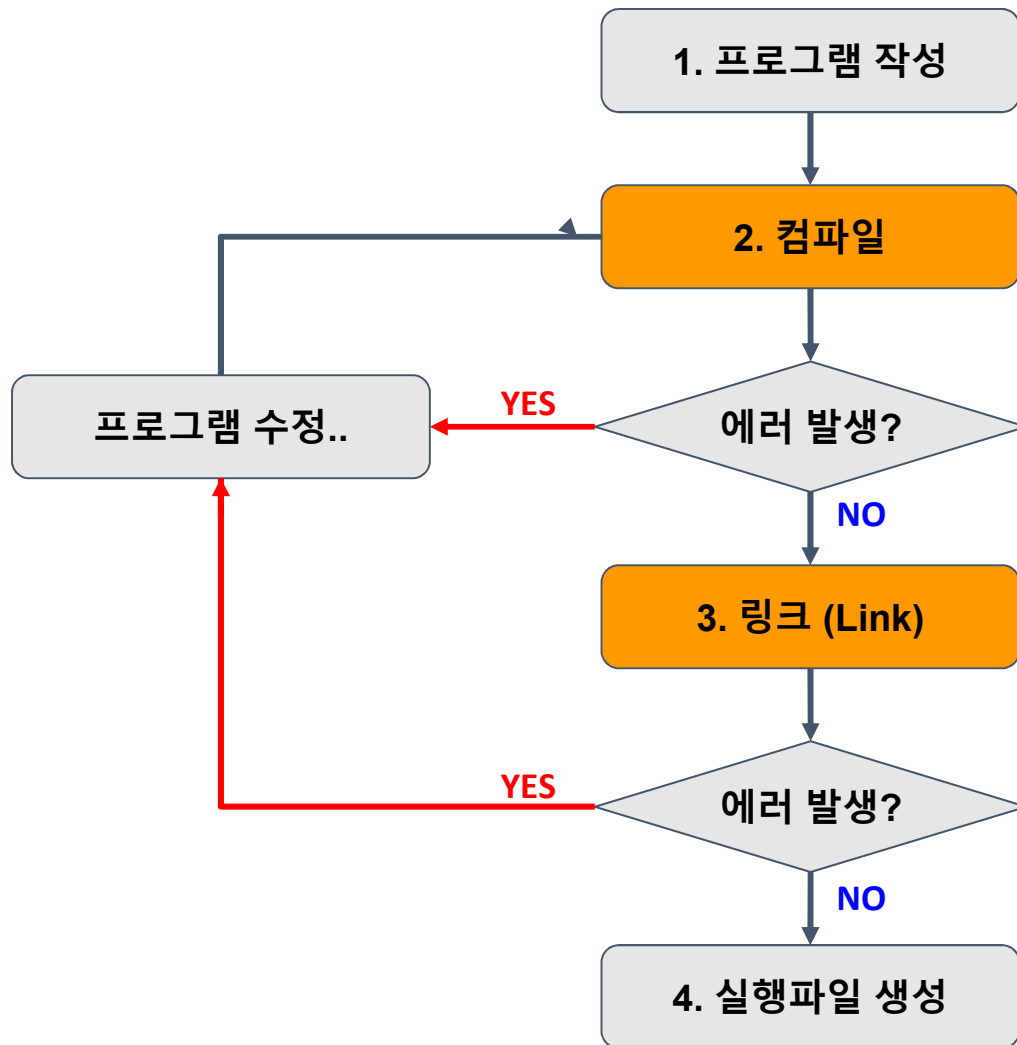 1. 프로그램 작성
2. 컴파일
프로그램 수정..
YES
에러 발생?
NO
3. 링크 (Link)
YES
에러 발생?
NO
4. 실행파일 생성